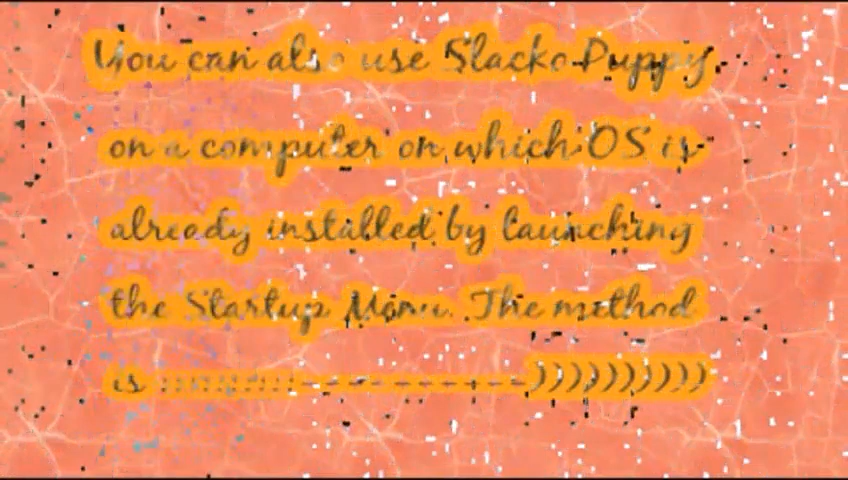 You can also use Slacko Puppy
on a computer on which OS is
already installed by launching
the Startup Menu. The method
is ::::::::::--------------))))))))))